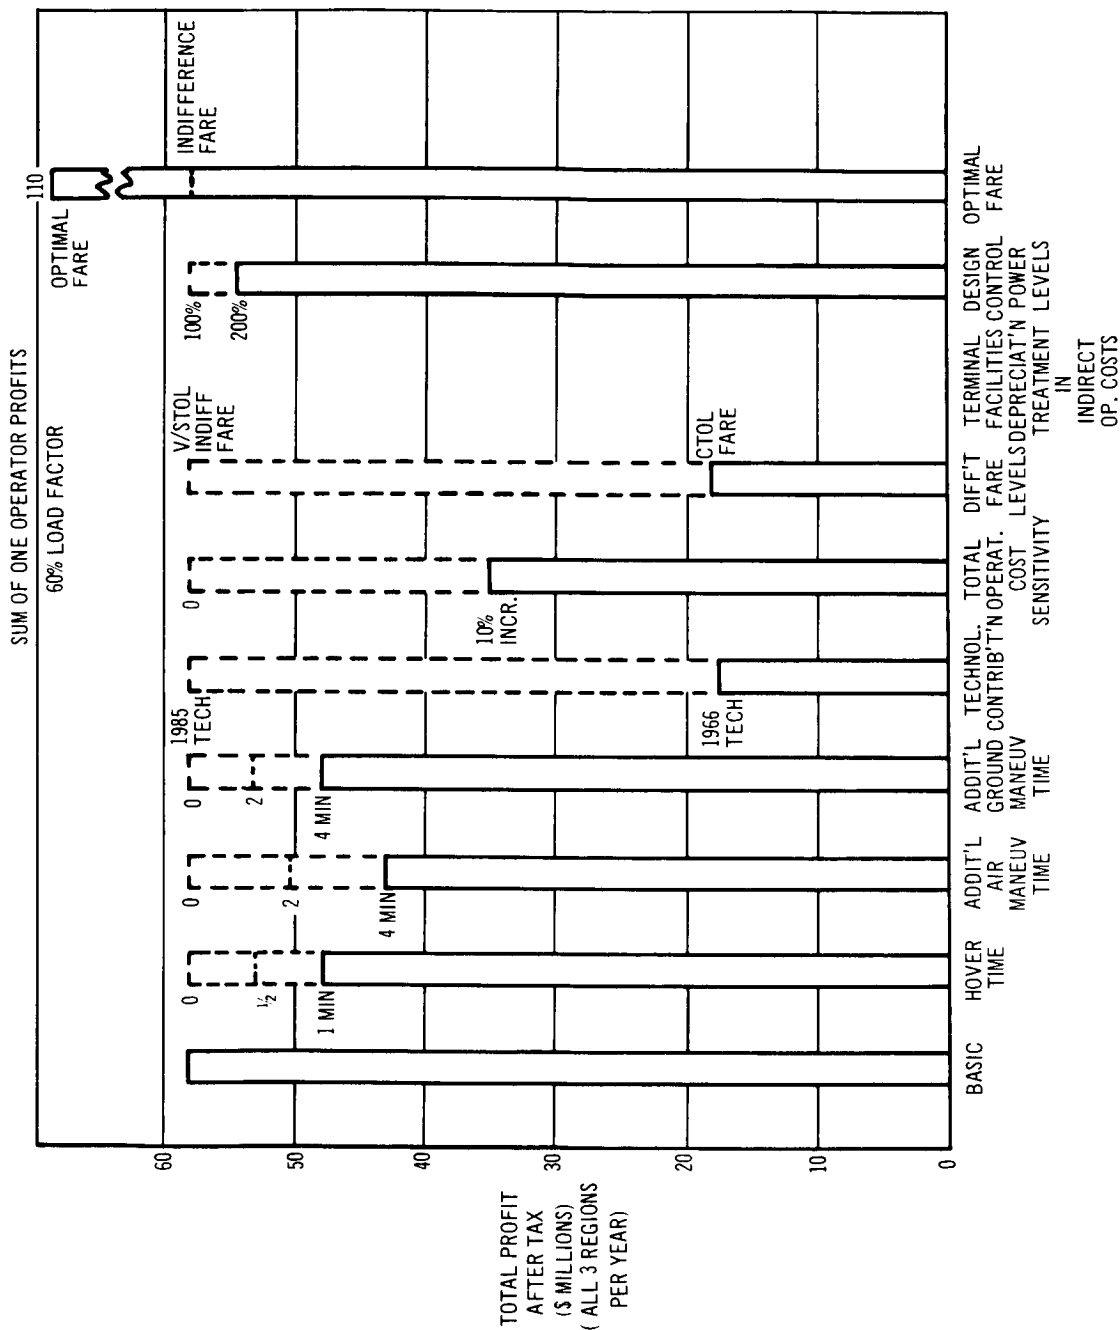 SUM OF ONE OPERATOR PROFITS
60% LOAD FACTOR
TOTAL PROFIT
AFTER TAX
($ MILLIONS)
( ALL 3 REGIONS
PER YEAR)
60
50
40
30
20
10
0
0
½
1 MIN
0
2
4 MIN
0
2
4 MIN
1985
TECH
1966
TECH
0
10%
INCR.
V/STOL
INDIFF
FARE
CTOL FARE
100%
200%
OPTIMAL
FARE
110
INDIFFERENCE
FARE
BASIC
HOVER
TIME
ADDIT'L
AIR
MANEUV
TIME
ADDIT'L
GROUND
MANEUV
TIME
TECHNOL.
CONTRIB'T'N
TOTAL
OPERAT.
COST
SENSITIVITY
DIFF'T
FARE
LEVELS
TERMINAL
FACILITIES
DEPRECIAT'N
TREATMENT
IN
INDIRECT
OP. COSTS
DESIGN
CONTROL
POWER
LEVELS
OPTIMAL
FARE